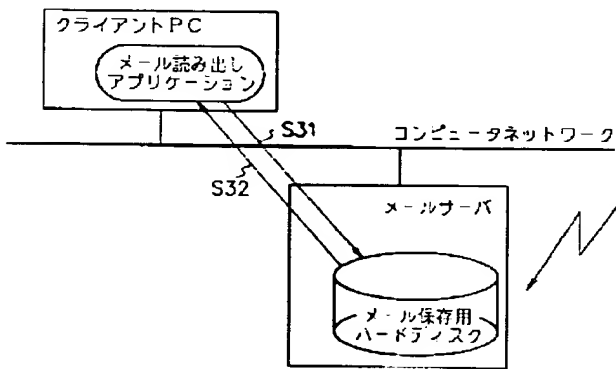 クライアントPC
メール読み出し
アプリケーション
S31
コンピュータネットワーク
S32
メールサーバ
メール保存用
ハードディスク